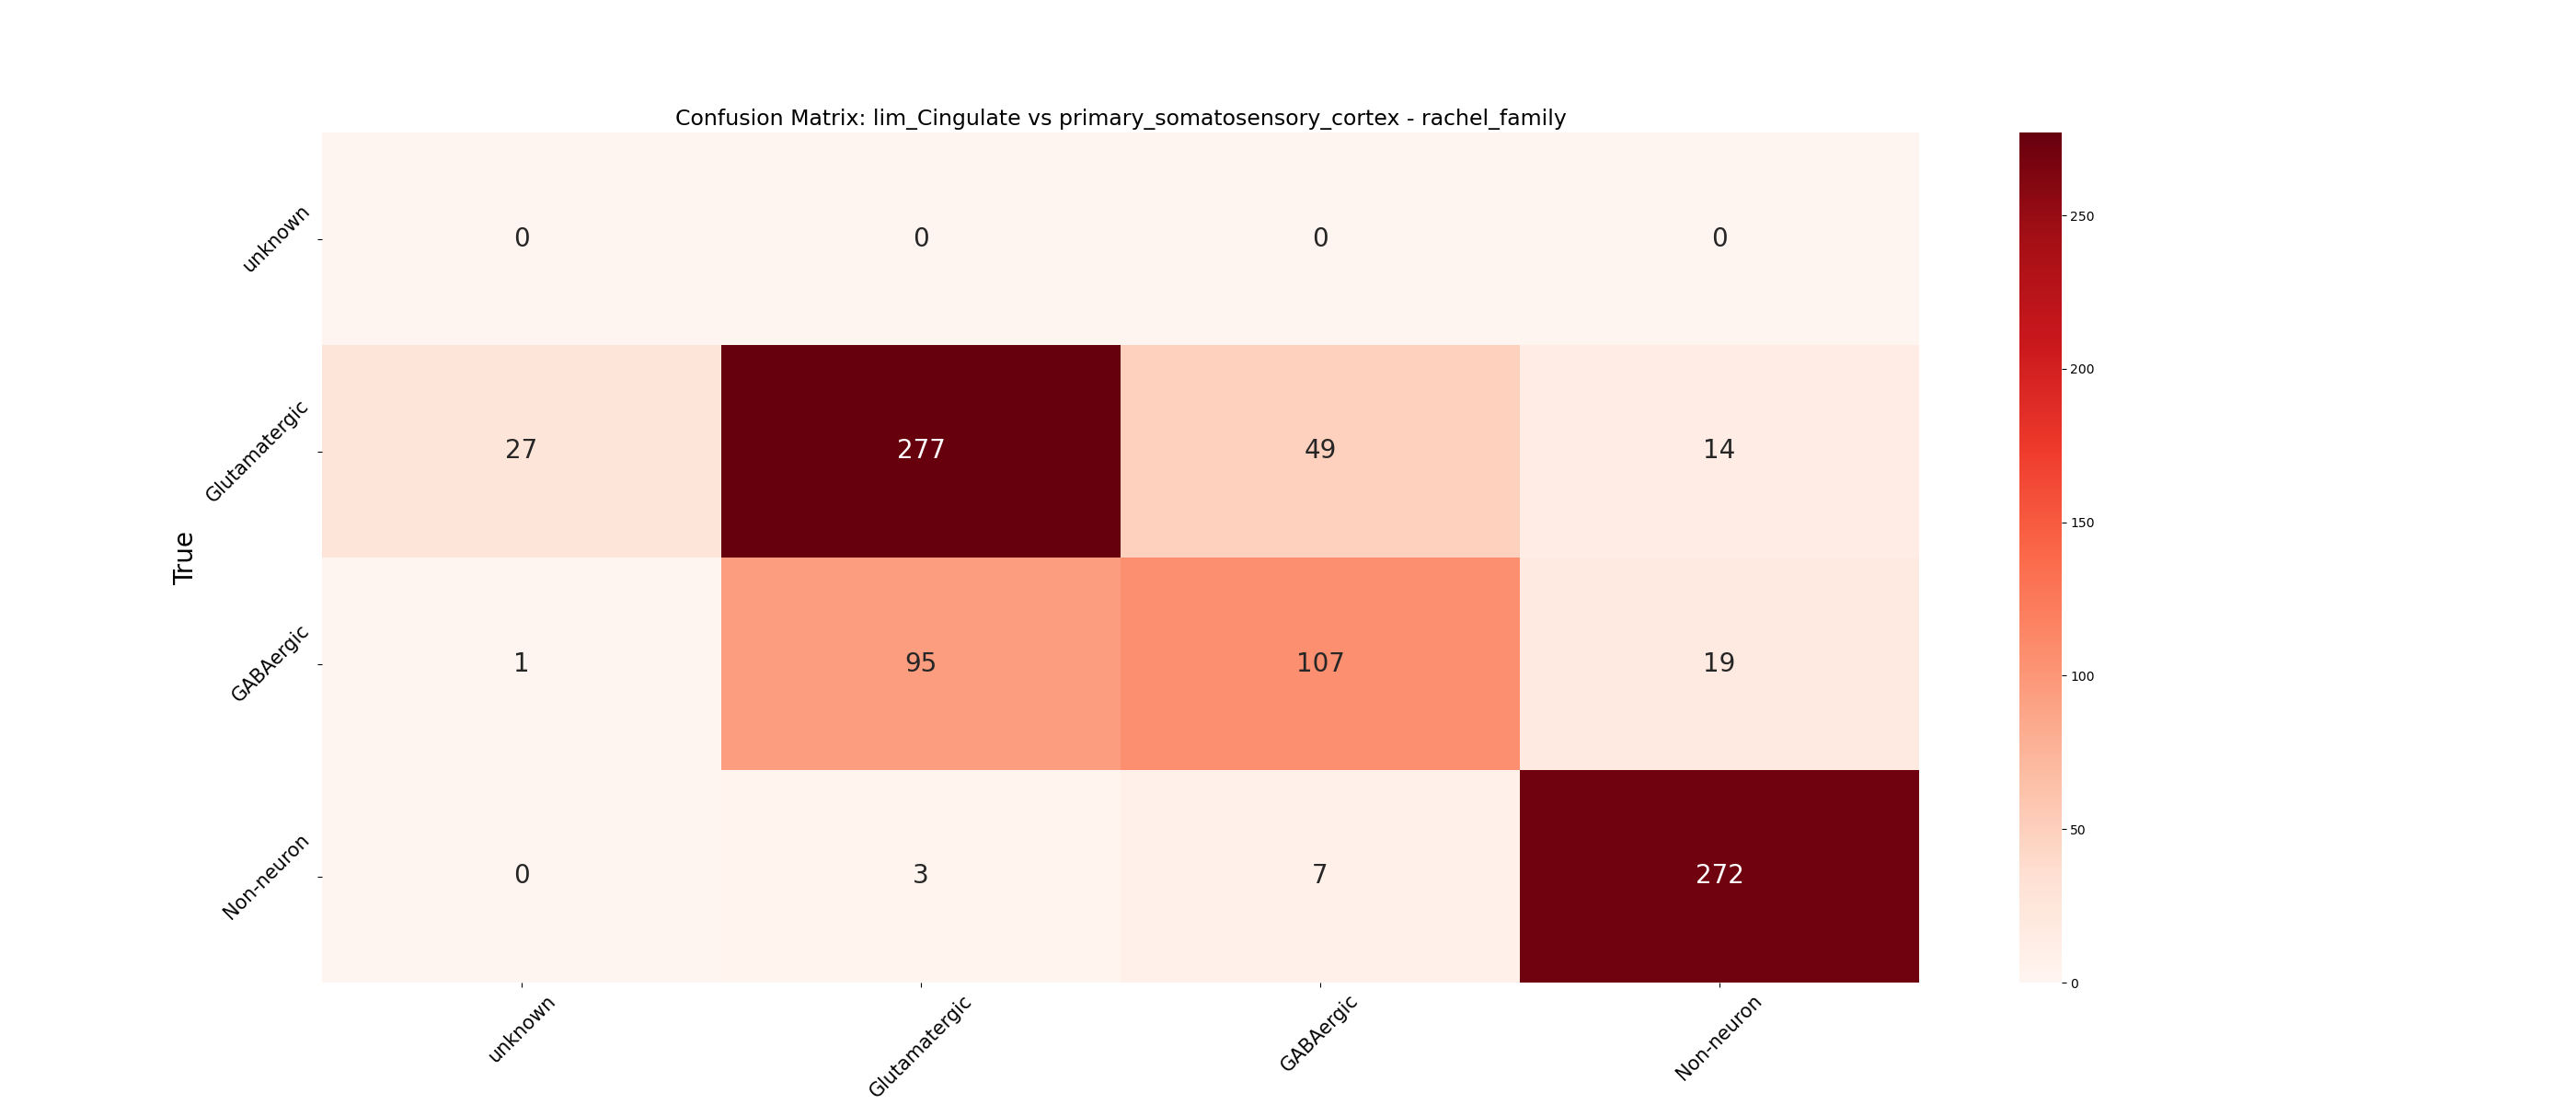 Confusion Matrix: lim_Cingulate vs primary_somatosensory_cortex - rachel_family
True
unknown
0 0 0 0
Glutamatergic
27 277 49 14
GABAergic
1 95 107 19
Non-neuron
0 3 7 272
unknown Glutamatergic GABAergic Non-neuron
250
200
150
100
50
0